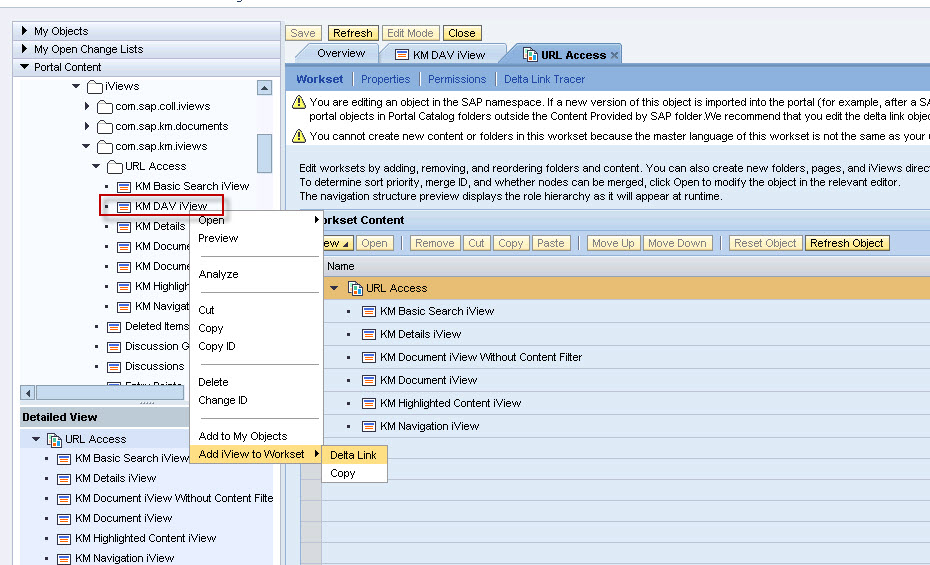 My Objects
My Open Change Lists
Portal Content
iViews
com.sap.coll.iviews
com.sap.km.documents
com.sap.km.iviews
URL Access
KM Basic Search iView
KM DAV iView
KM Details
KM Docume
KM Docume
KM Highligh
KM Navigat
Deleted Items
Discussion G
Discussions
Entry Points
Detailed View
URL Access
KM Basic Search iView
KM Details iView
KM Document iView Without Content Filte
KM Document iView
KM Highlighted Content iView
KM Navigation iView
Open
Preview
Analyze
Cut
Copy
Copy ID
Delete
Change ID
Add to My Objects
Add iView to Workset
Delta Link
Copy
Save Refresh Edit Mode Close
Overview KM DAV iView URL Access
Workset Properties Permissions Delta Link Tracer
You are editing an object in the SAP namespace. If a new version of this object is imported into the portal (for example, after a SA
portal objects in Portal Catalog folders outside the Content Provided by SAP folder.We recommend that you edit the delta link objec
You cannot create new content or folders in this workset because the master language of this workset is not the same as your u
Edit worksets by adding, removing, and reordering folders and content. You can also create new folders, pages, and iViews direc
To determine sort priority, merge ID, and whether nodes can be merged, click Open to modify the object in the relevant editor.
The navigation structure preview displays the role hierarchy as it will appear at runtime.
orkset Content
ew Open Remove Cut Copy Paste Move Up Move Down Reset Object Refresh Object
Name
URL Access
KM Basic Search iView
KM Details iView
KM Document iView Without Content Filter
KM Document iView
KM Highlighted Content iView
KM Navigation iView